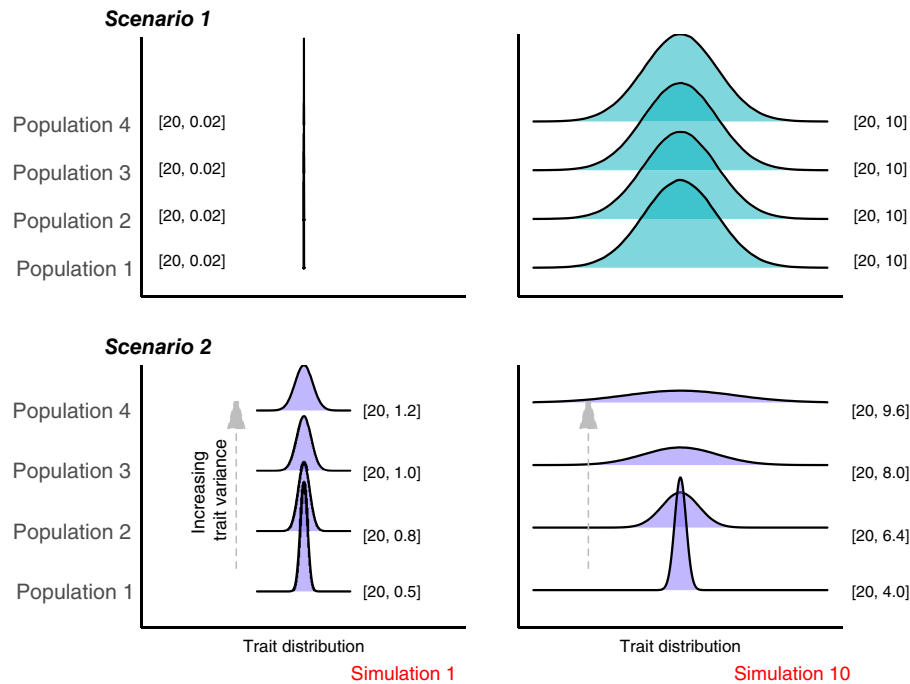 Scenario 1
Population 4
[20, 0.02]
[20, 10]
Population 3
[20, 0.02]
[20, 10]
Population 2
[20, 0.02]
[20, 10]
Population 1
[20, 0.02]
[20, 10]
Scenario 2
Population 4
[20, 1.2]
[20, 9.6]
Population 3
[20, 1.0]
[20, 8.0]
Population 2
[20, 0.8]
[20, 6.4]
Population 1
[20, 0.5]
[20, 4.0]
Increasing
trait variance
Trait distribution
Trait distribution
Simulation 1
Simulation 10